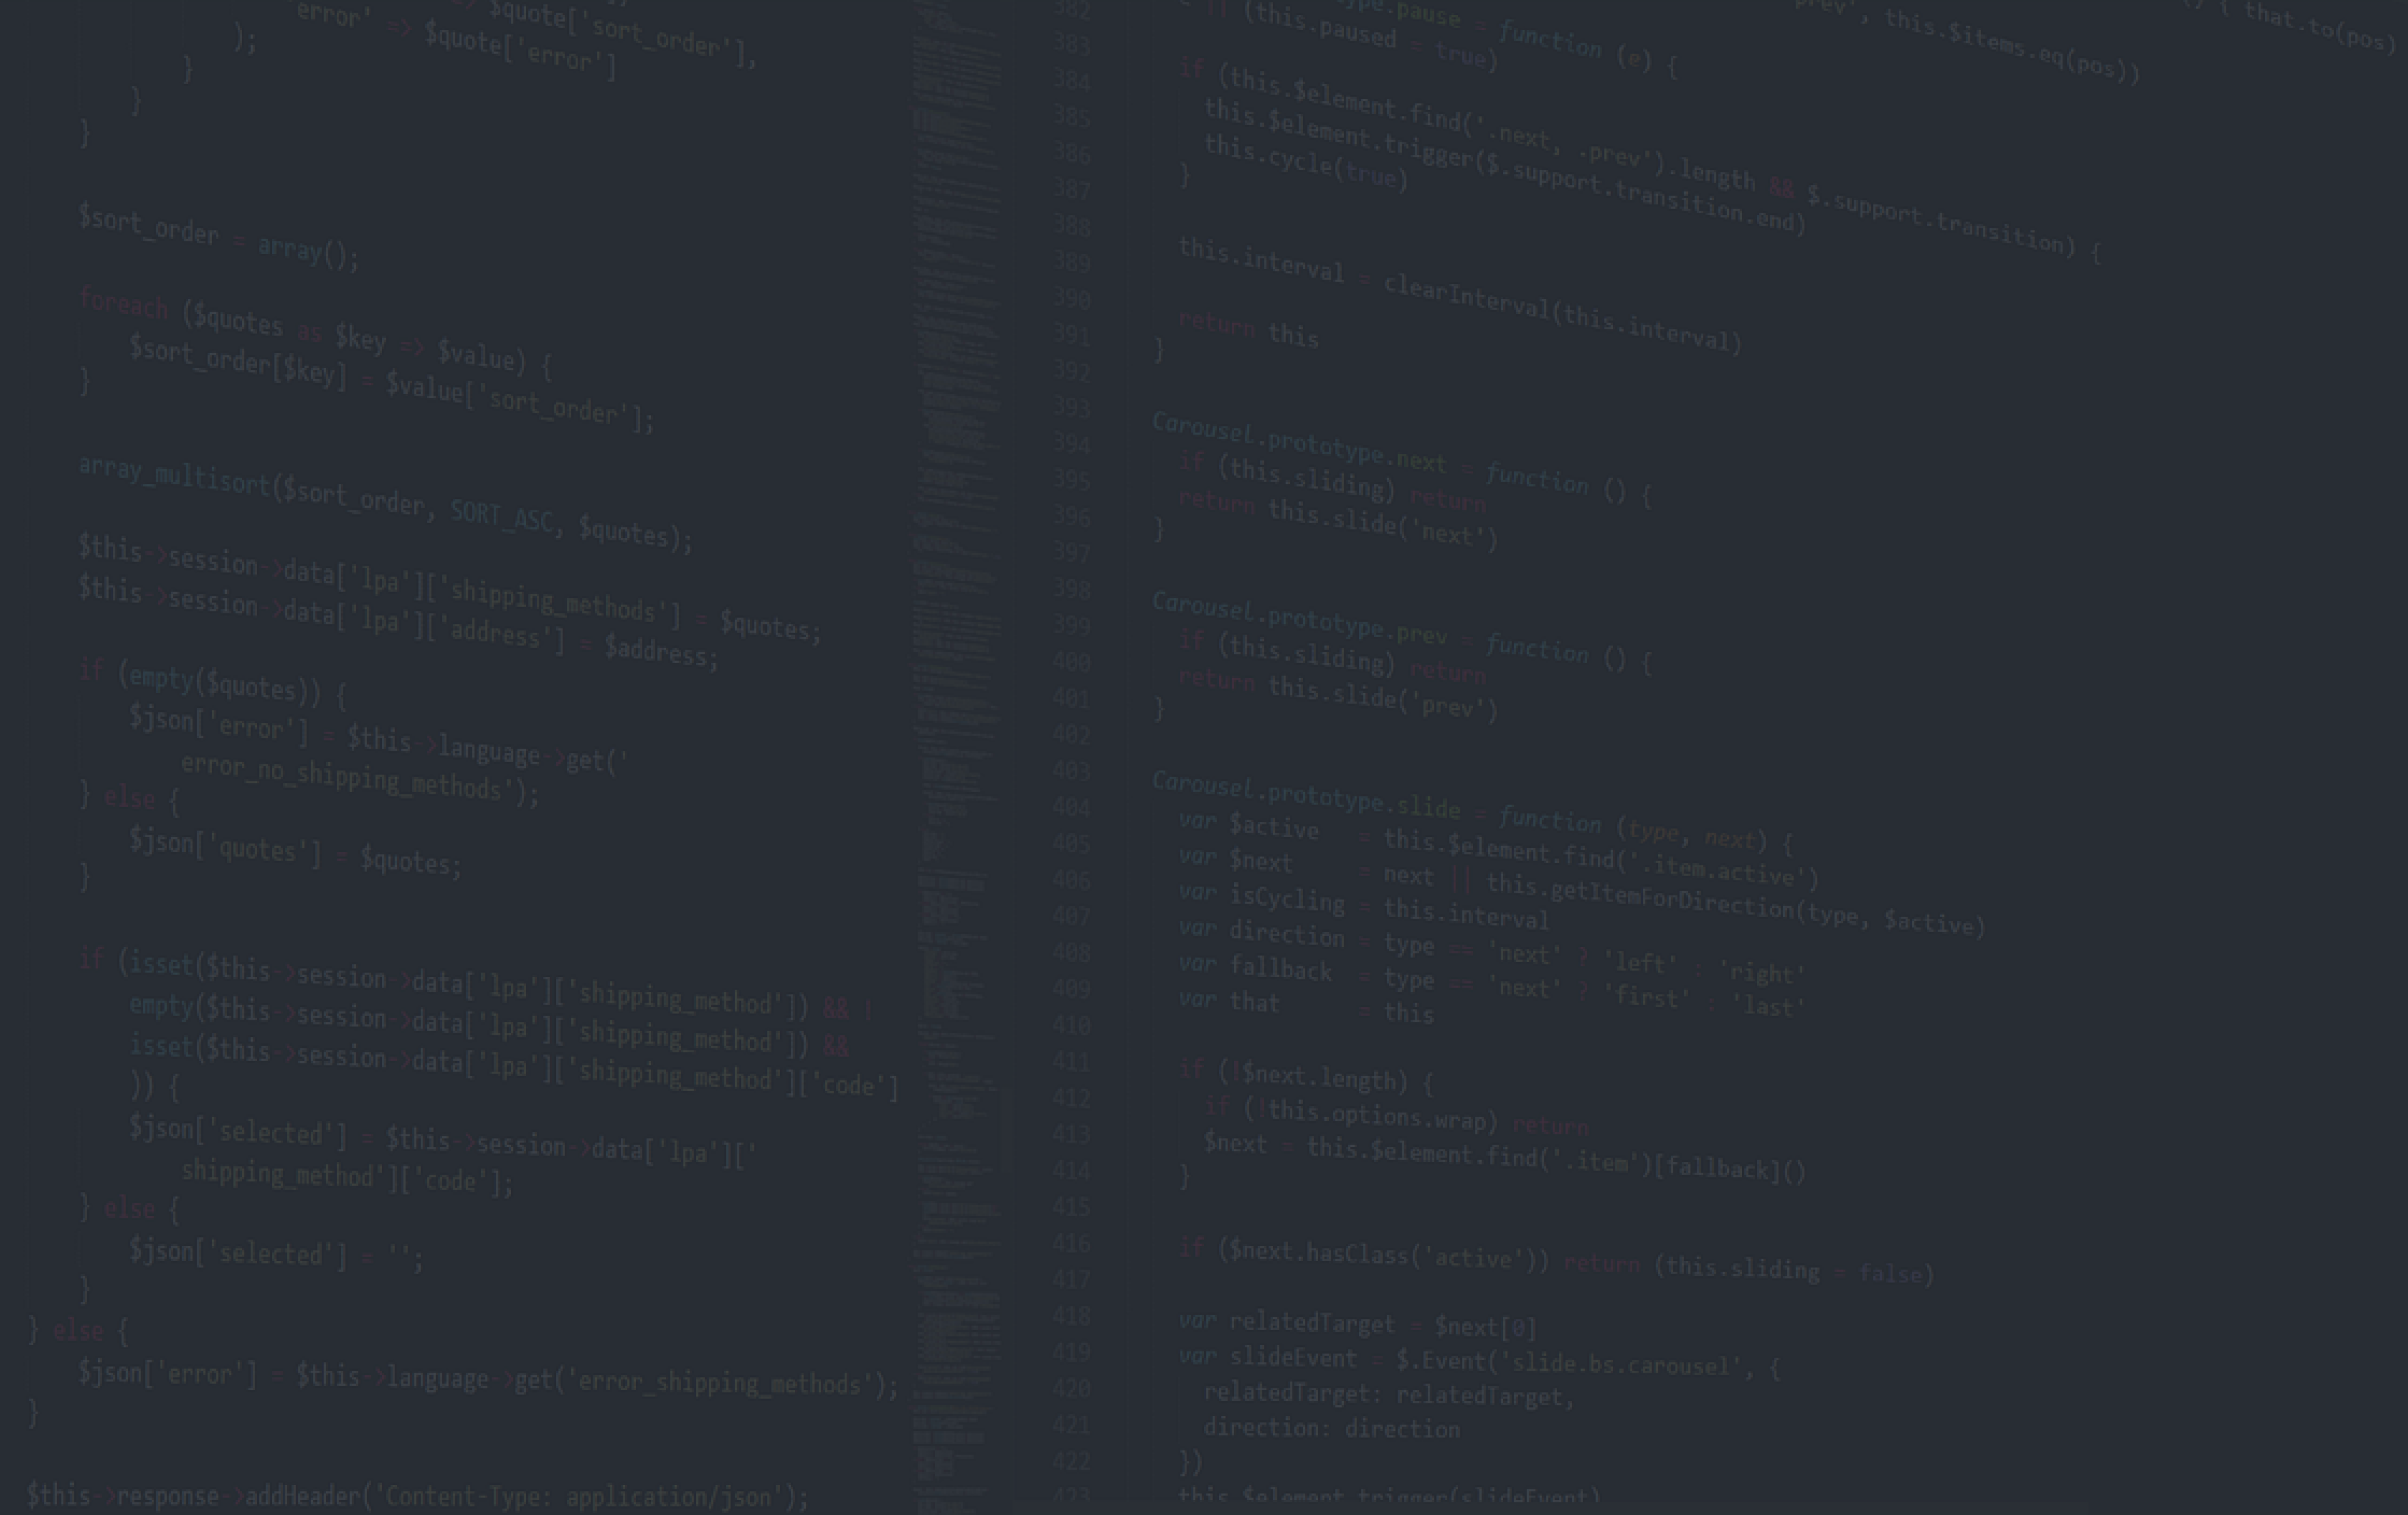 'error' => $quote['sort_order'],
$quote['error']
);
}
}
}
$sort_order = array();
foreach ($quotes as $key => $value) {
$sort_order[$key] = $value['sort_order'];
}
array_multisort($sort_order, SORT_ASC, $quotes);
$this->session->data['lpa']['shipping_methods'] = $quotes;
$this->session->data['lpa']['address'] = $address;
if (empty($quotes)) {
$json['error'] = $this->language->get('
error_no_shipping_methods');
} else {
$json['quotes'] = $quotes;
}
if (isset($this->session->data['lpa']['shipping_method']) && !
empty($this->session->data['lpa']['shipping_method']) &&
isset($this->session->data['lpa']['shipping_method']['code']
)) {
$json['selected'] = $this->session->data['lpa']['
shipping_method']['code'];
} else {
$json['selected'] = '';
}
} else {
$json['error'] = $this->language->get('error_shipping_methods');
}
$this->response->addHeader('Content-Type: application/json');
prev', this.$items.eq(pos))
{ that.to(pos)
382 .pause = function (e) {
383 (this.paused = true)
384 if (this.$element.find('.next, .prev').length && $.support.transition) {
385 this.$element.trigger($.support.transition.end)
386 this.cycle(true)
387 }
388
389 this.interval = clearInterval(this.interval)
390
391 return this
392 }
393
394 Carousel.prototype.next = function () {
395 if (this.sliding) return
396 return this.slide('next')
397 }
398
399 Carousel.prototype.prev = function () {
400 if (this.sliding) return
401 return this.slide('prev')
402 }
403
404 Carousel.prototype.slide = function (type, next) {
405 var $active = this.$element.find('.item.active')
406 var $next = next || this.getItemForDirection(type, $active)
407 var isCycling = this.interval
408 var direction = type == 'next' ? 'left' : 'right'
409 var fallback = type == 'next' ? 'first' : 'last'
410 var that = this
411
412 if (!$next.length) {
413 if (!this.options.wrap) return
414 $next = this.$element.find('.item')[fallback]()
415 }
416
417 if ($next.hasClass('active')) return (this.sliding = false)
418
419 var relatedTarget = $next[0]
420 var slideEvent = $.Event('slide.bs.carousel', {
421 relatedTarget: relatedTarget,
422 direction: direction
})
423 this.$element.trigger(slideEvent)